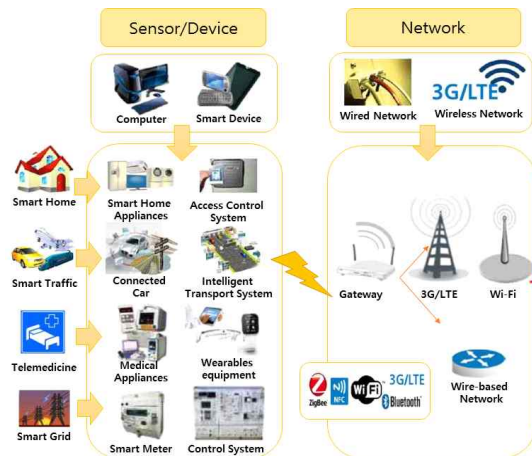 Sensor/Device
Network
Computer
Smart Device
Wired Network
3G/LTE
Wireless Network
Smart Home
Smart Home
Appliances
Access Control
System
Smart Traffic
Connected
Car
Intelligent
Transport System
Gateway
3G/LTE
Wi-Fi
Telemedicine
Medical
Appliances
Wearables
equipment
Wire-based
Network
ZigBee
NFC
WiFi
3G/LTE
Bluetooth
Smart Grid
Smart Meter
Control System